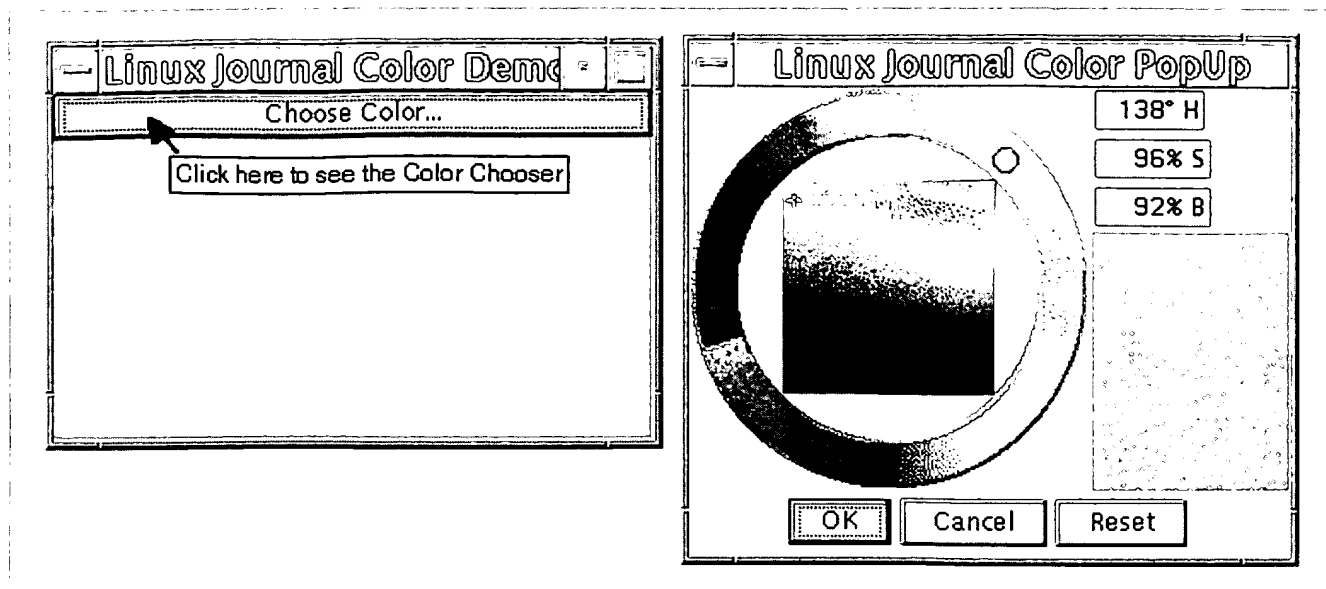 Linux Journal Color Demo
Choose Color...
Click here to see the Color Chooser
Linux Journal Color PopUp
138° H
96% S
92% B
OK
Cancel
Reset